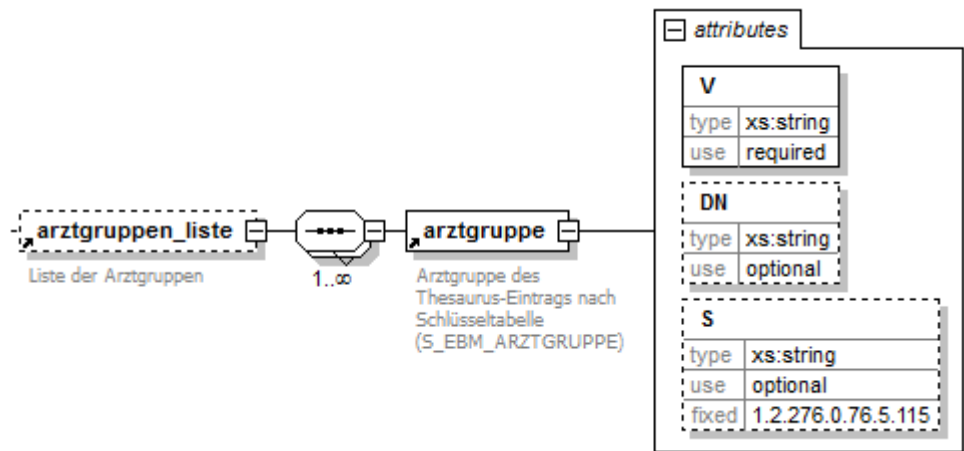 attributes
V
type xs:string
use required
DN
type xs:string
use optional
S
type xs:string
use optional
fixed 1.2.276.0.76.5.115
arztgruppen_liste
Liste der Arztgruppen
1..∞
arztgruppe
Arztgruppe des
Thesaurus-Eintrags nach
Schlüsseltabelle
(S_EBM_ARZTGRUPPE)